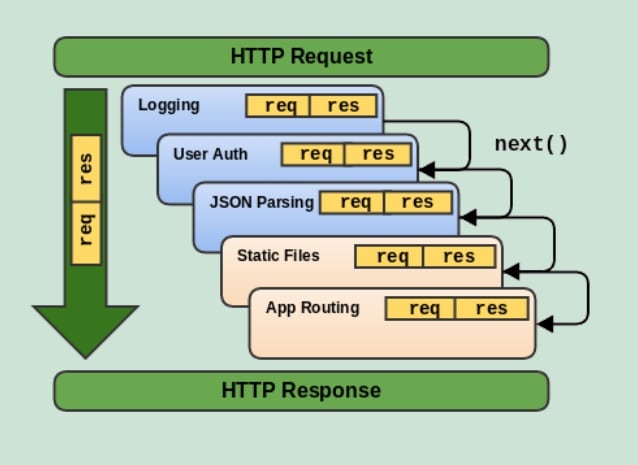 HTTP Request
Logging req res
next()
User Auth req res
res
JSON Parsing req res
req
Static Files req res
App Routing req res
HTTP Response